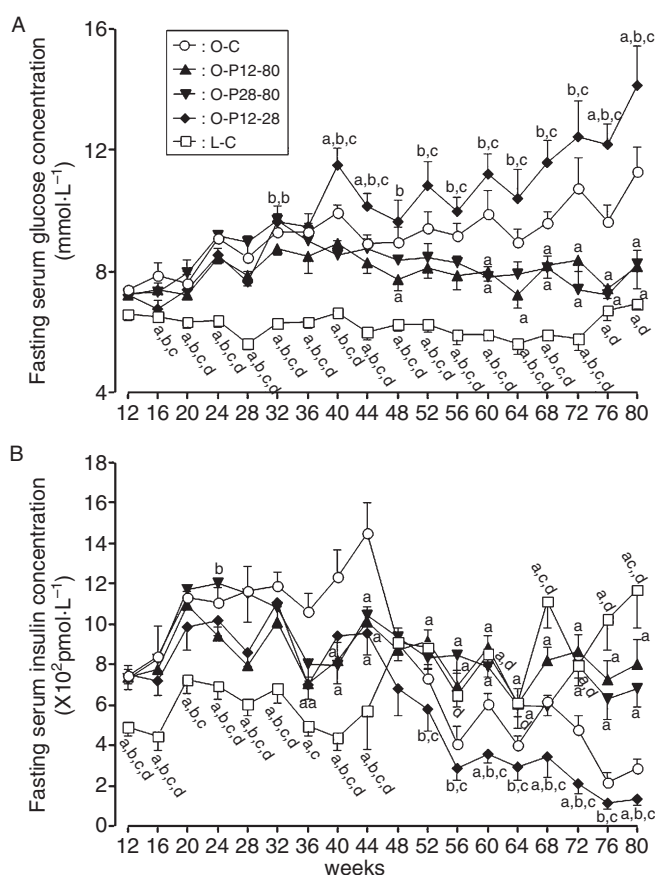 A
Fasting serum glucose concentration
(mmol·L−1)
16
12
8
4
: O-C
: O-P12-80
: O-P28-80
: O-P12-28
: L-C
b,b
a,b,c
a,b,c
b
b,c
b,c
b,c
b,c
b,c
b,c
b,c
a,b,c
a
a
a
a
a
a
a
a
a
a
a
a,b,c
a,b,c,d
a,b,c,d
a,b,c,d
a,b,c,d
a,b,c,d
a,b,c,d
a,b,c,d
a,b,c,d
a,b,c,d
a,b,c,d
a,b,c,d
a,b,c,d
a,b,c,d
a,b,c,d
a,d
a,d
12 16 20 24 28 32 36 40 44 48 52 56 60 64 68 72 76 80
B
Fasting serum insulin concentration
(X10²pmol·L−1)
18
16
14
12
10
8
6
4
2
0
b
a
a
a
a
a
a
a
a
a
a,c,d
a,d
ac,,d
aa
a
a
a
a,d
d
a
d
a
a,d
a
a
a
a,b,c,d
a,b,c,d
a,b,c
a,b,c,d
a,b,c,d
a,b,c,d
a,c
a,b,c,d
a,b,c,d
b,c
b,c
a,b,c
b,c
a,b,c
a,b,c
b,c
a,b,c
12 16 20 24 28 32 36 40 44 48 52 56 60 64 68 72 76 80
weeks